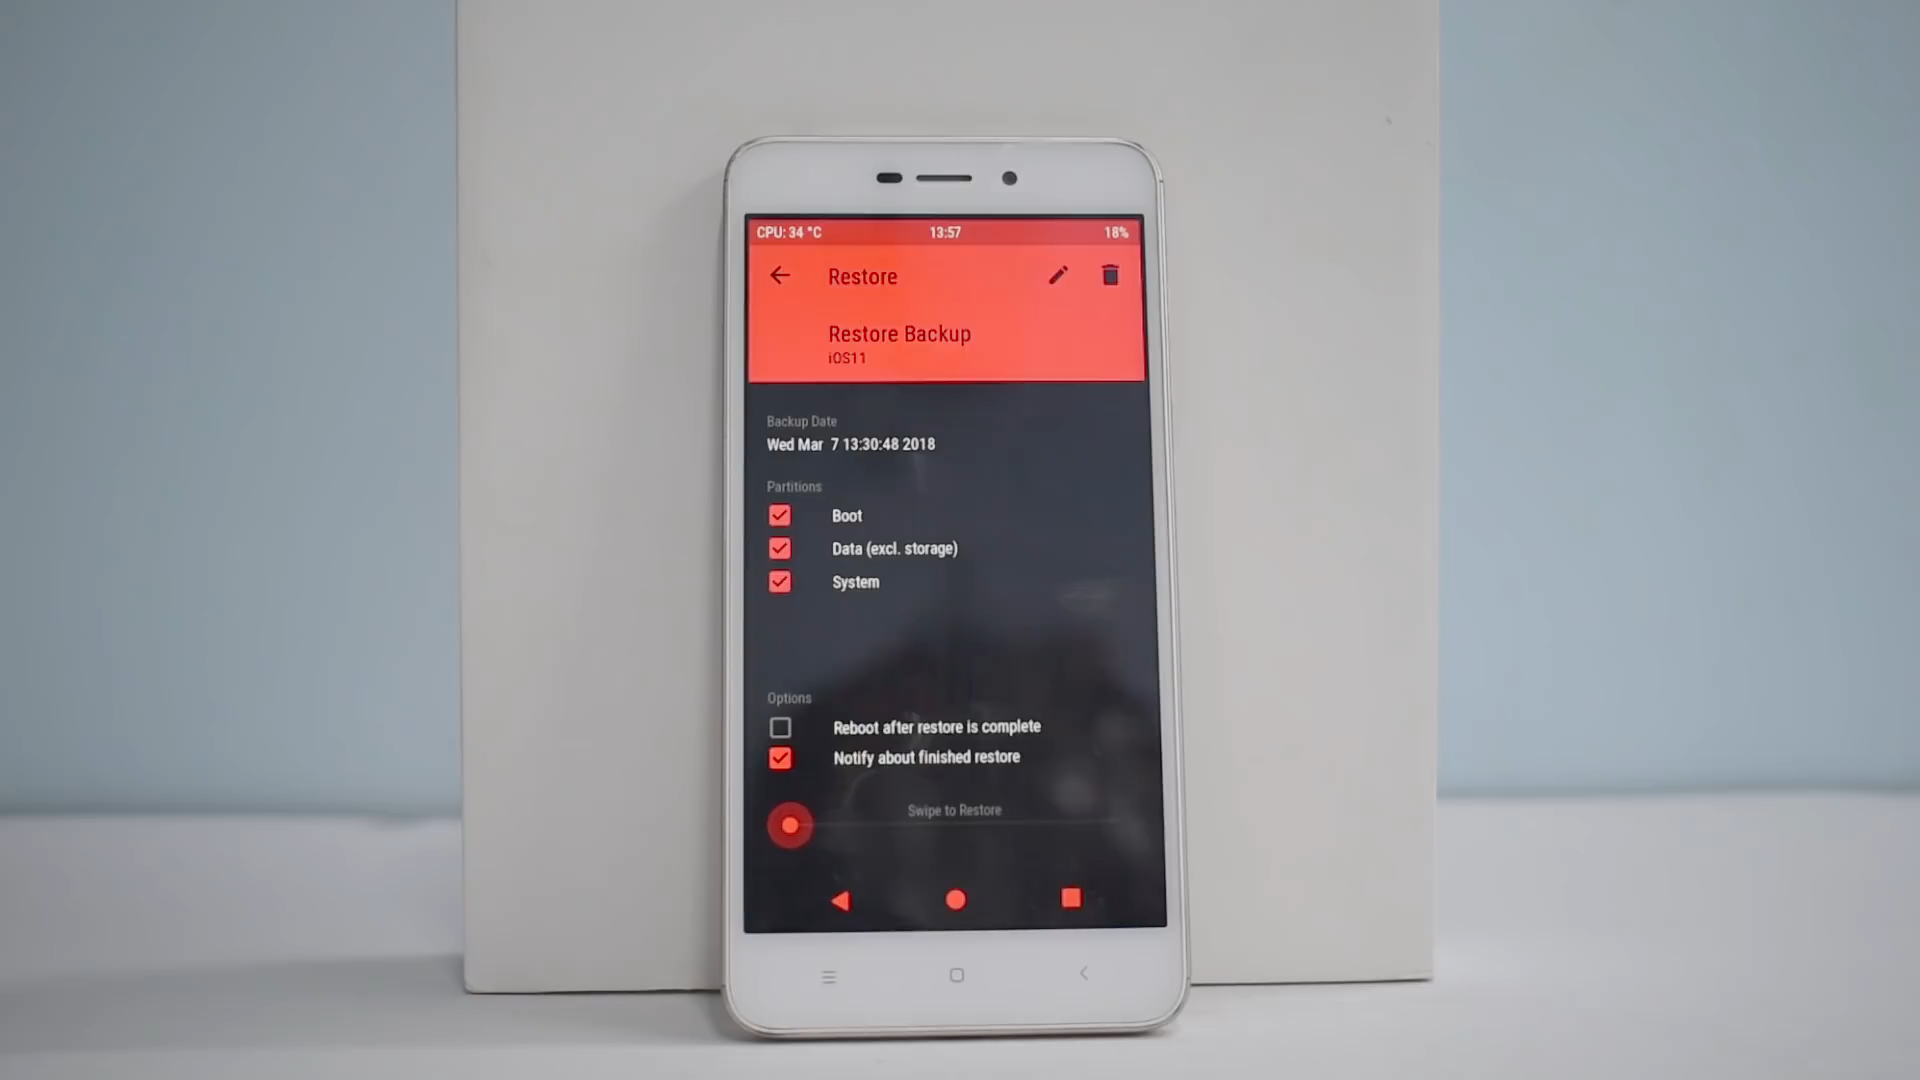 CPU: 34 °C 13:57 18%
Restore
Restore Backup
iOS11
Backup Date
Wed Mar 7 13:30:48 2018
Partitions
Boot
Data (excl. storage)
System
Options
Reboot after restore is complete
Notify about finished restore
Swipe to Restore